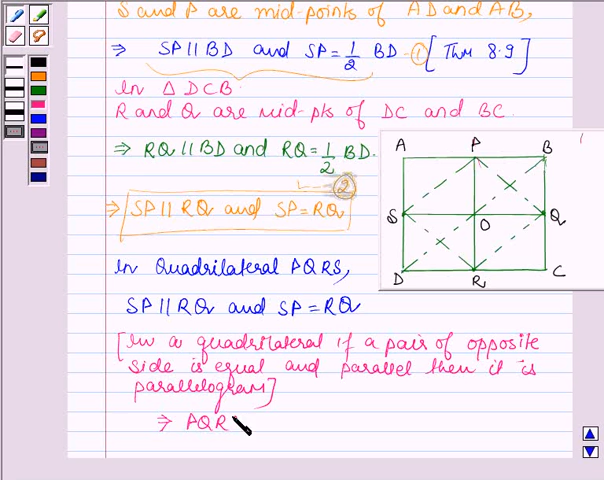 S and P are mid-points of AD and AB,
⇒ SP || BD and SP = 1/2 BD - ① [Thm 8.9]
In Δ DCB.
R and Q are mid-pts of DC and BC.
⇒ RQ || BD and RQ = 1/2 BD.
②
⇒ SP || RQ and SP = RQ
In Quadrilateral PQRS,
SP || RQ and SP = RQ
[In a quadrilateral if a pair of opposite
side is equal and parallel then it is
parallelogram]
⇒ PQR
A P B
S O Q
D R C